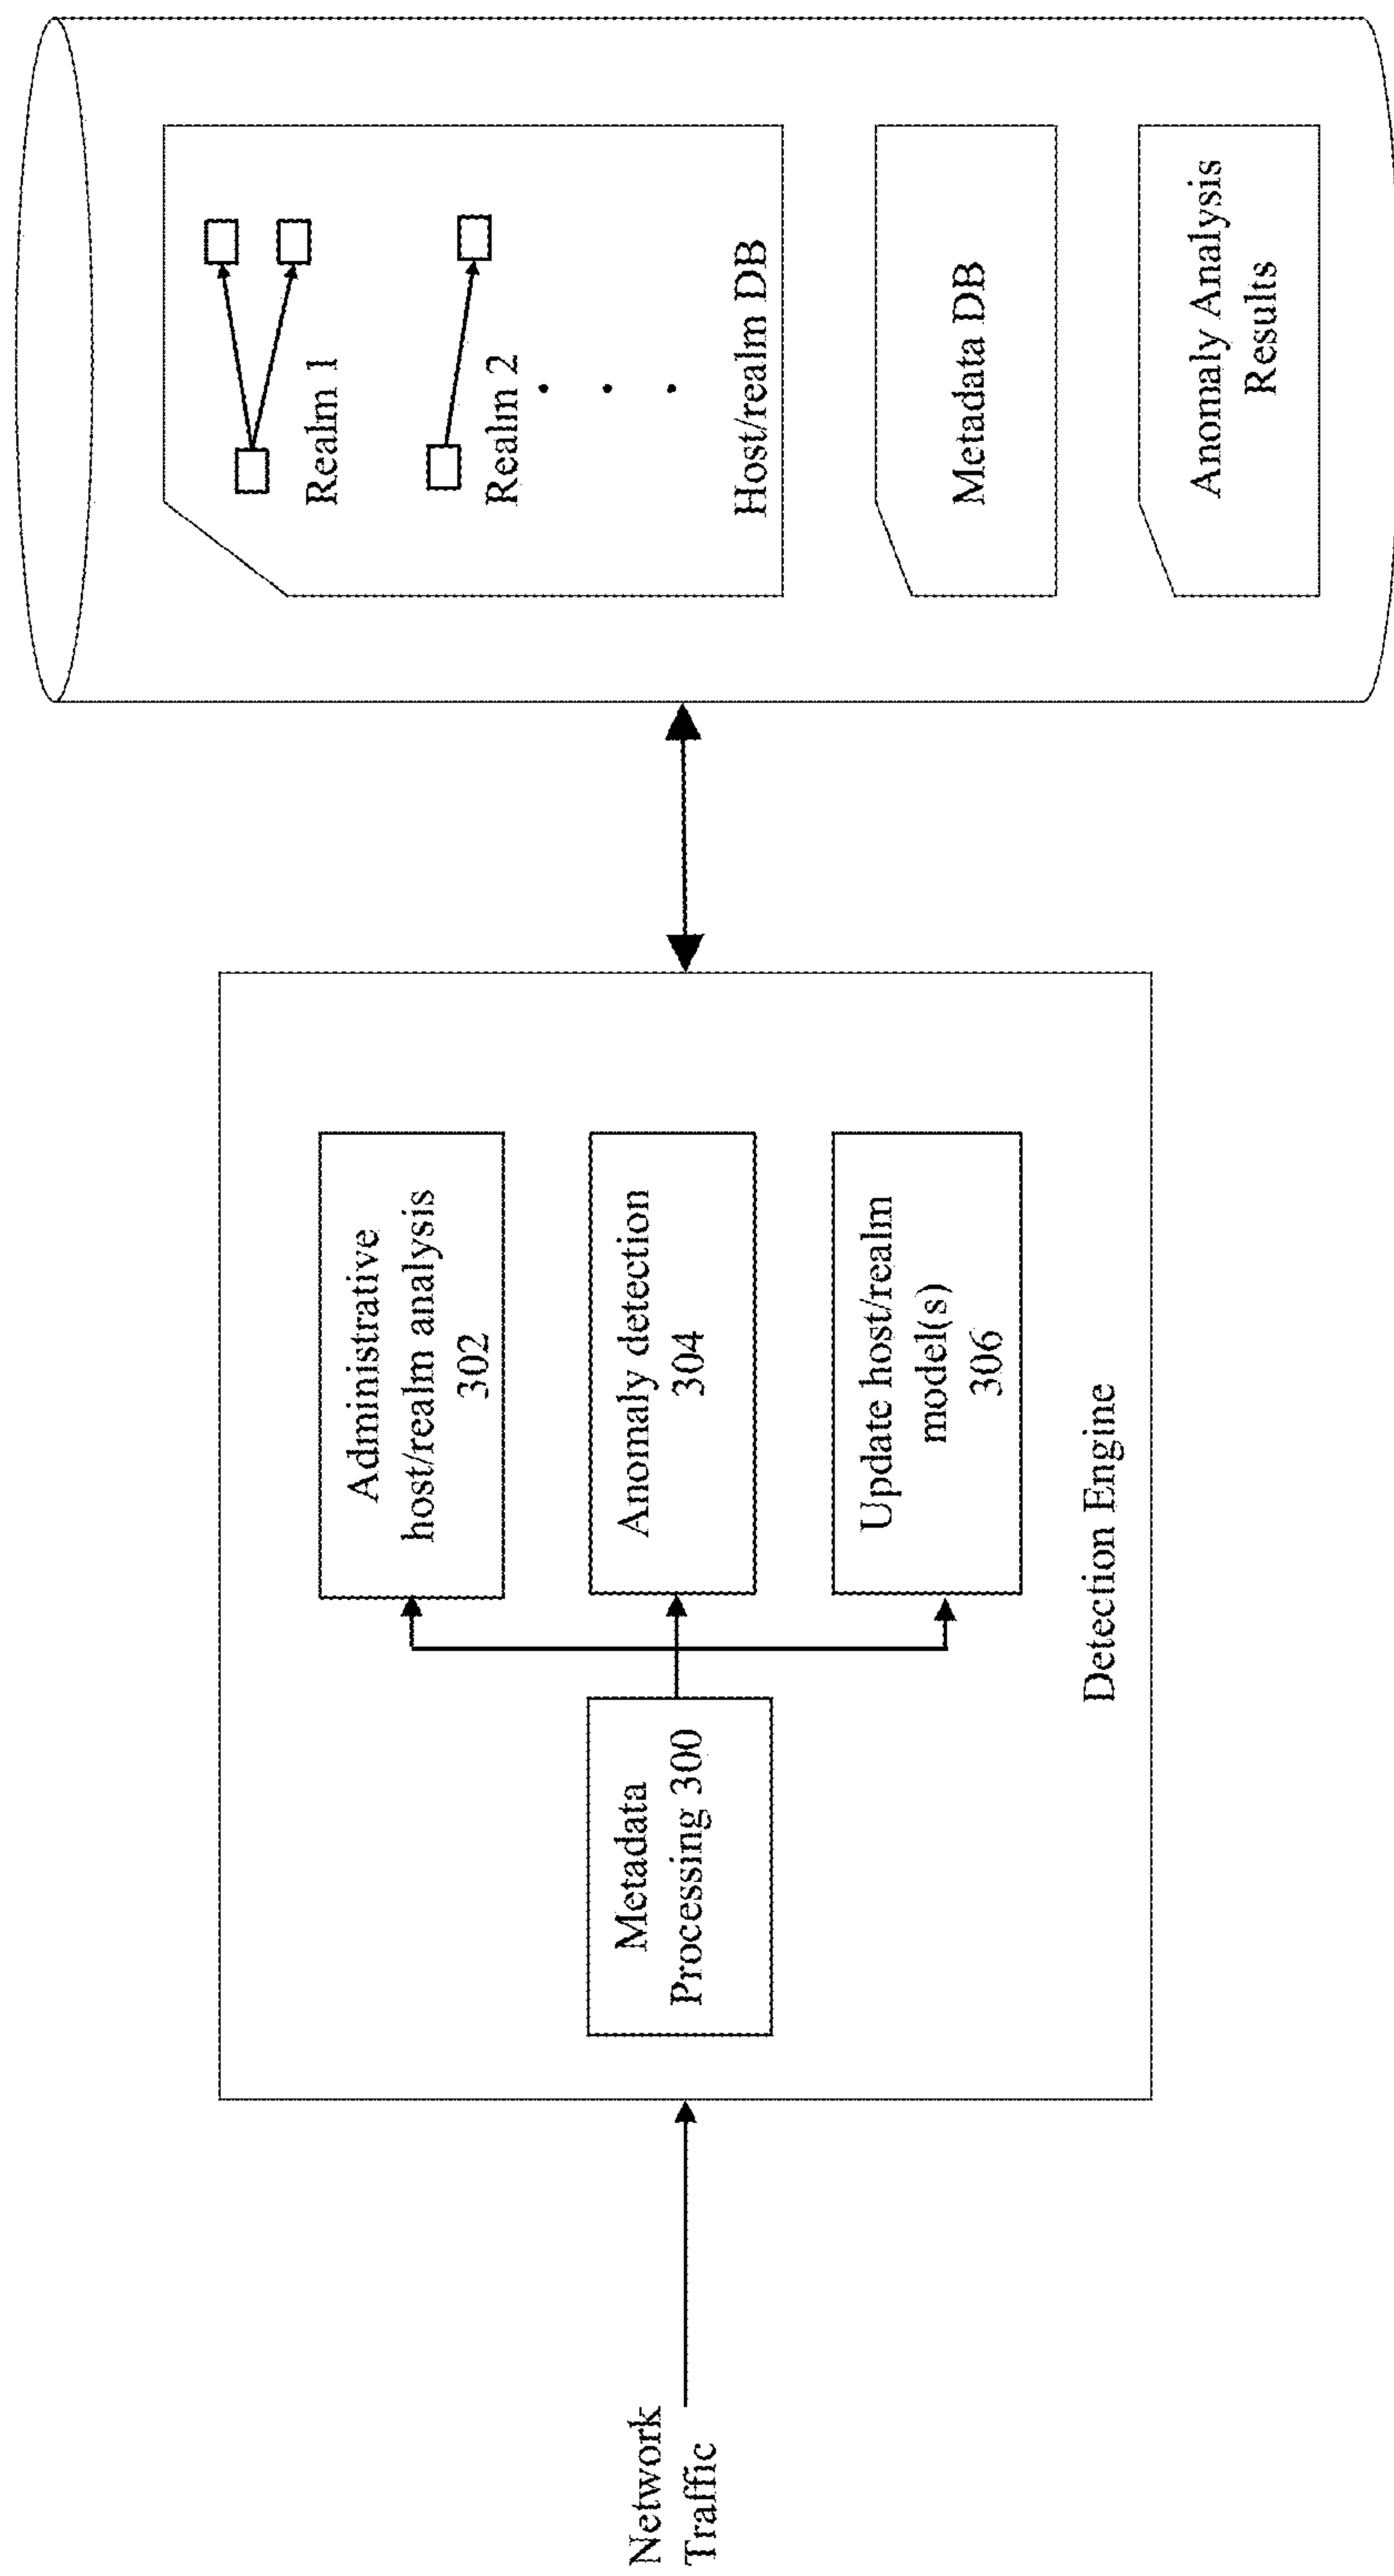 Network
Traffic
Metadata
Processing 300
Administrative
host/realm analysis
302
Anomaly detection
304
Update host/realm
model(s)
306
Detection Engine
Realm 1
Realm 2
Host/realm DB
Metadata DB
Anomaly Analysis
Results